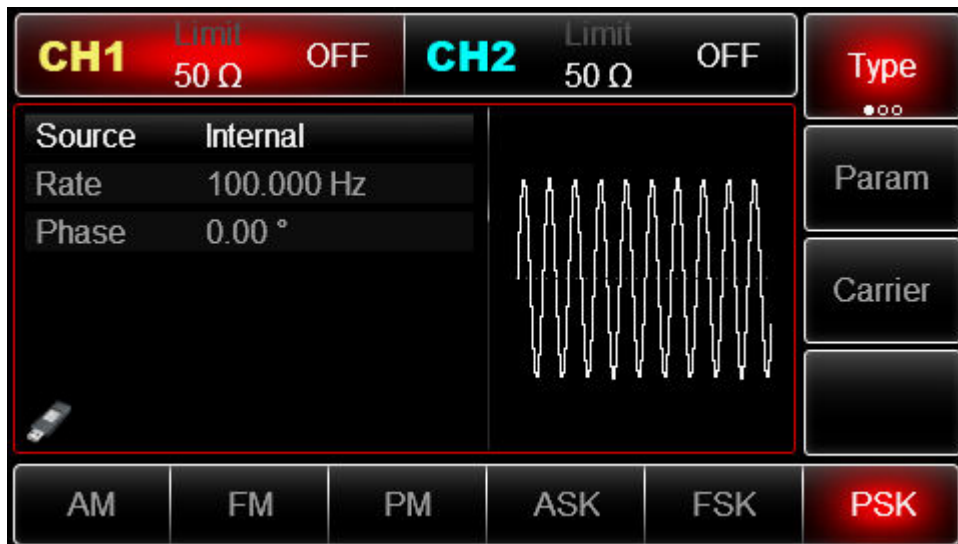 CH1 Limit 50 Ω OFF CH2 Limit 50 Ω OFF Type
Source Internal
Rate 100.000 Hz
Phase 0.00 °
Param
Carrier
AM FM PM ASK FSK PSK